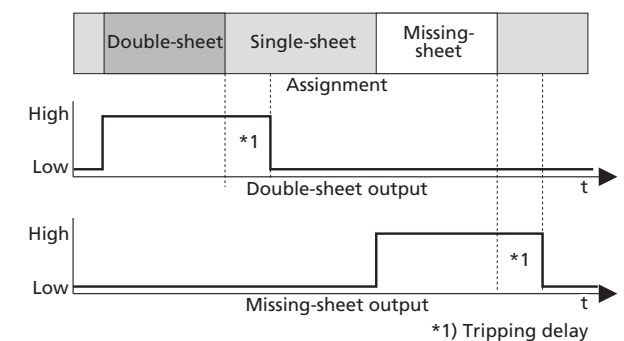 Double-sheet
Single-sheet
Missing-
sheet
Assignment
High
*1
Low
Double-sheet output
t
High
*1
Low
Missing-sheet output
t
*1) Tripping delay